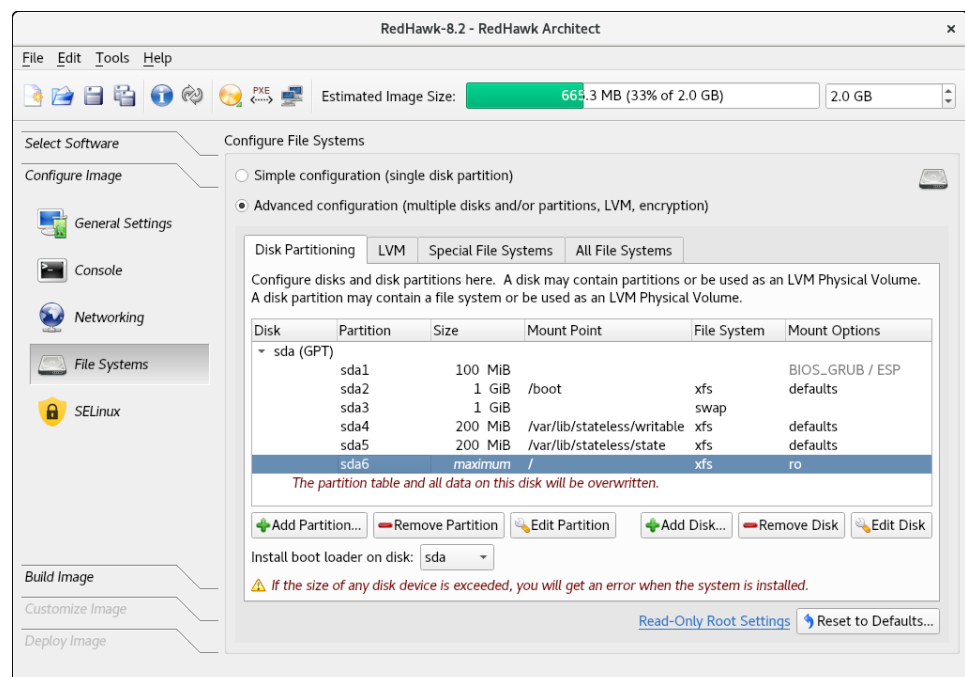 RedHawk-8.2 - RedHawk Architect ×
File Edit Tools Help
PXE Estimated Image Size: 665.3 MB (33% of 2.0 GB) 2.0 GB
Select Software
Configure Image
General Settings
Console
Networking
File Systems
SELinux
Build Image
Customize Image
Deploy Image
Configure File Systems
Simple configuration (single disk partition)
Advanced configuration (multiple disks and/or partitions, LVM, encryption)
Disk Partitioning LVM Special File Systems All File Systems
Configure disks and disk partitions here. A disk may contain partitions or be used as an LVM Physical Volume.
A disk partition may contain a file system or be used as an LVM Physical Volume.
Disk Partition Size Mount Point File System Mount Options
sda (GPT)
sda1 100 MiB BIOS_GRUB / ESP
sda2 1 GiB /boot xfs defaults
sda3 1 GiB swap
sda4 200 MiB /var/lib/stateless/writable xfs defaults
sda5 200 MiB /var/lib/stateless/state xfs defaults
sda6 maximum / xfs ro
The partition table and all data on this disk will be overwritten.
Add Partition... Remove Partition Edit Partition Add Disk... Remove Disk Edit Disk
Install boot loader on disk: sda
If the size of any disk device is exceeded, you will get an error when the system is installed.
Read-Only Root Settings Reset to Defaults...